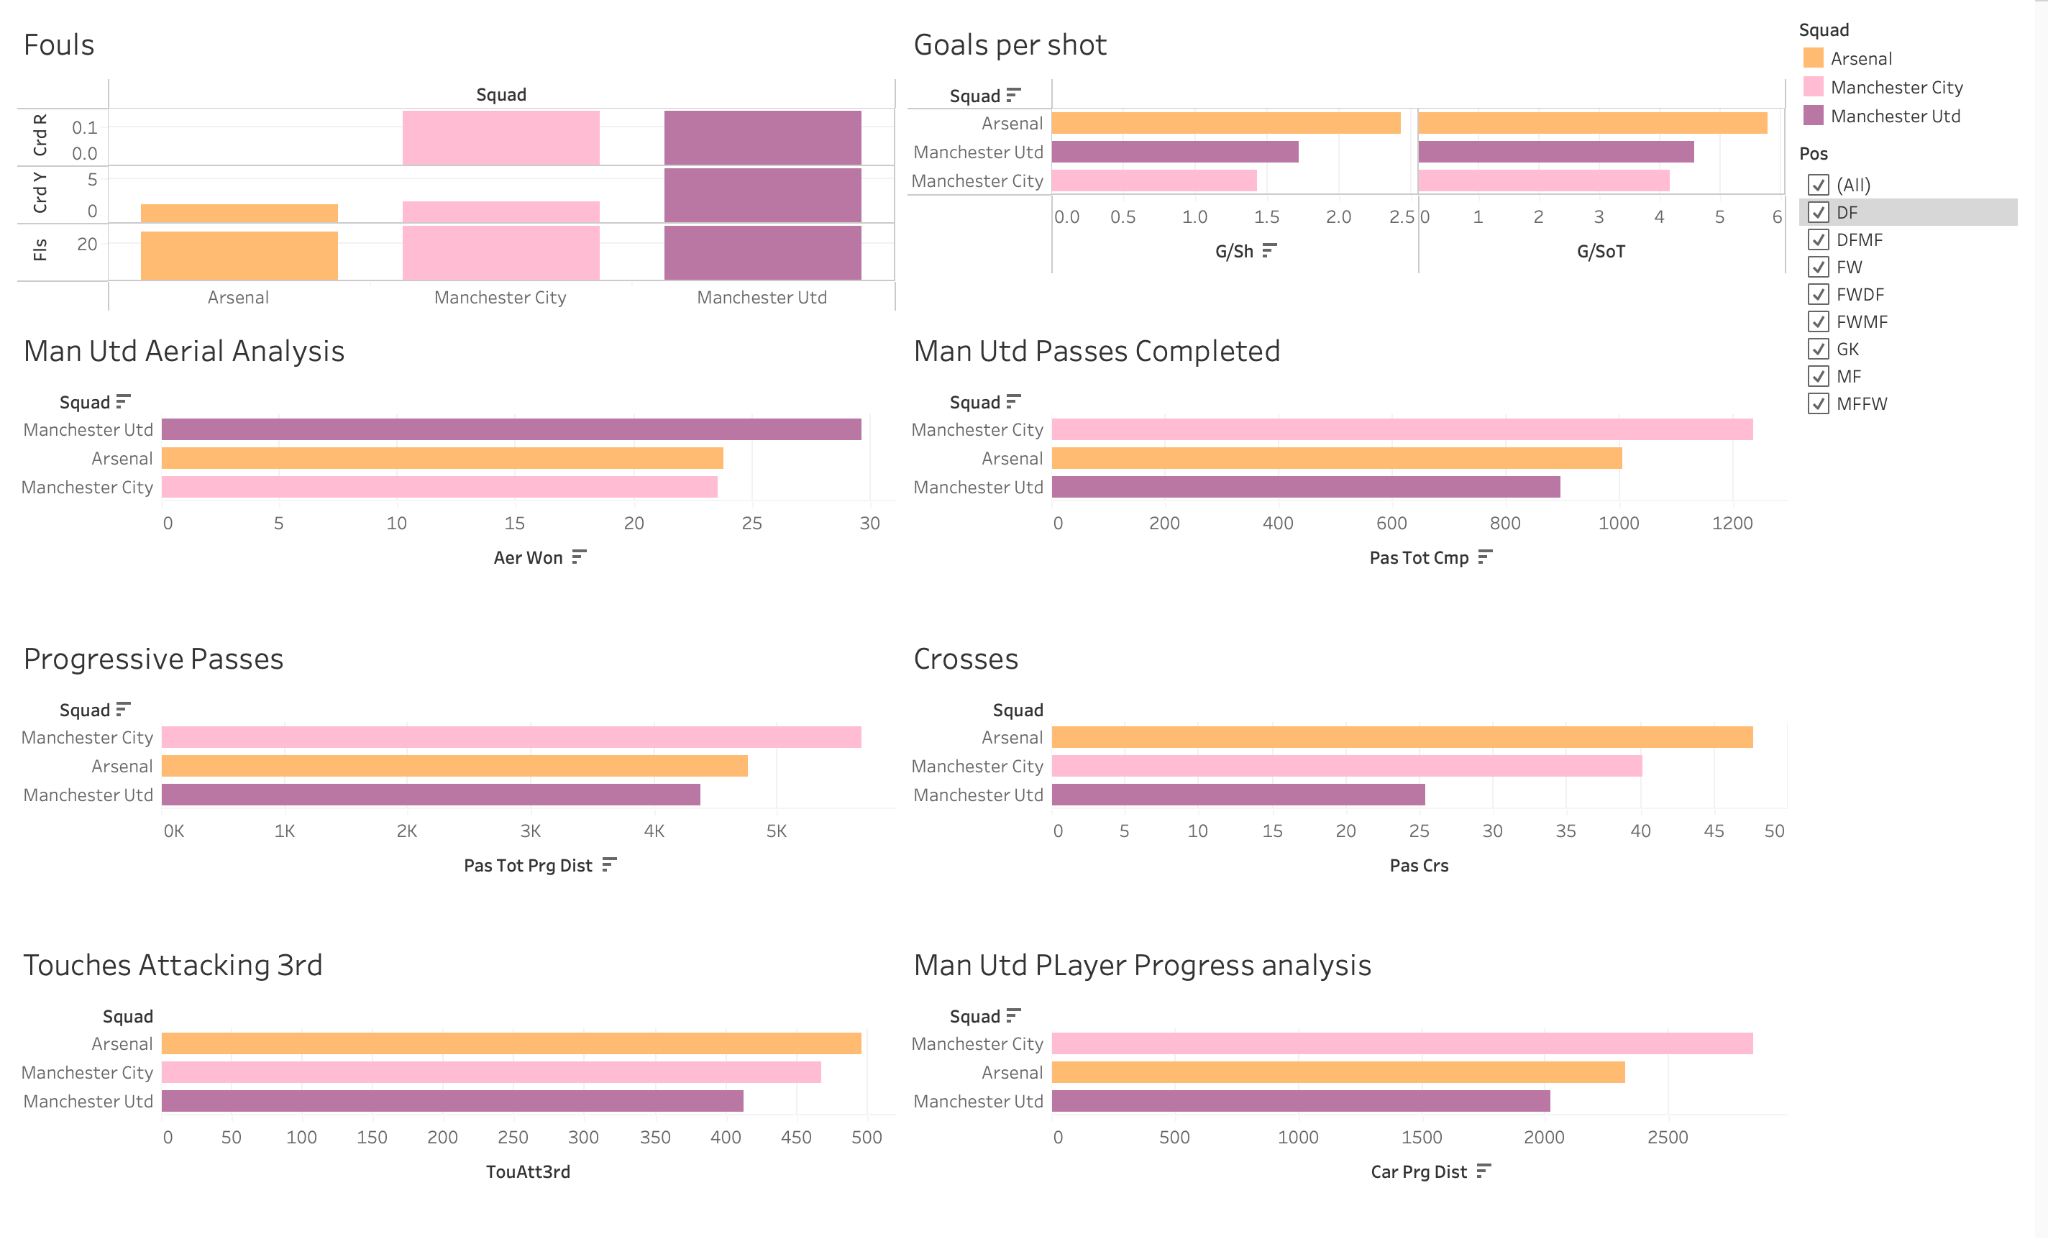 Fouls
Squad
Crd R
0.1
0.0
Crd Y
5
0
Fls
20
Arsenal
Manchester City
Manchester Utd
Goals per shot
Squad
Arsenal
Manchester Utd
Manchester City
0.0 0.5 1.0 1.5 2.0 2.5
G/Sh
0 1 2 3 4 5 6
G/SoT
Squad
Arsenal
Manchester City
Manchester Utd
Pos
(All)
DF
DFMF
FW
FWDF
FWMF
GK
MF
MFFW
Man Utd Aerial Analysis
Squad
Manchester Utd
Arsenal
Manchester City
0 5 10 15 20 25 30
Aer Won
Man Utd Passes Completed
Squad
Manchester City
Arsenal
Manchester Utd
0 200 400 600 800 1000 1200
Pas Tot Cmp
Progressive Passes
Squad
Manchester City
Arsenal
Manchester Utd
0K 1K 2K 3K 4K 5K
Pas Tot Prg Dist
Crosses
Squad
Arsenal
Manchester City
Manchester Utd
0 5 10 15 20 25 30 35 40 45 50
Pas Crs
Touches Attacking 3rd
Squad
Arsenal
Manchester City
Manchester Utd
0 50 100 150 200 250 300 350 400 450 500
TouAtt3rd
Man Utd PLayer Progress analysis
Squad
Manchester City
Arsenal
Manchester Utd
0 500 1000 1500 2000 2500
Car Prg Dist